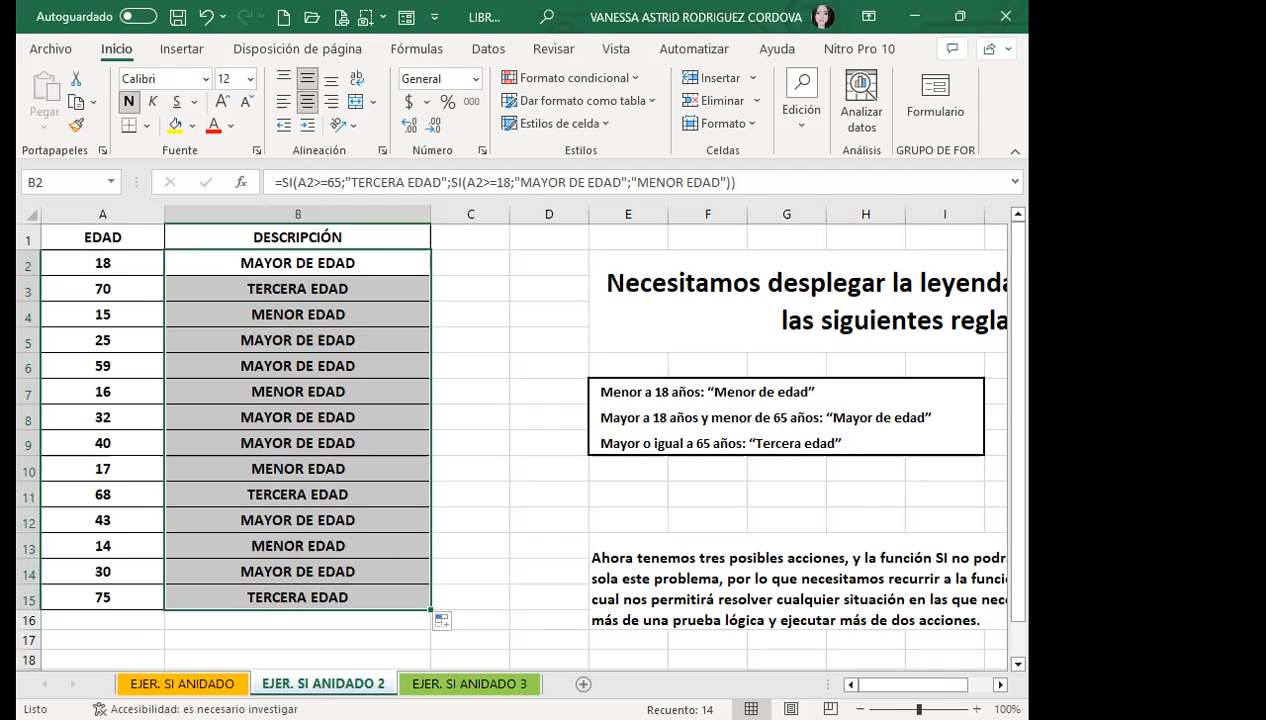 Autoguardado
LIBR...
VANESSA ASTRID RODRIGUEZ CORDOVA
Archivo Inicio Insertar Disposición de página Fórmulas Datos Revisar Vista Automatizar Ayuda Nitro Pro 10
Pegar
Portapapeles
Calibri 12
N K S A A
A
Fuente
ab
Alineación
General
$ % 000
Número
Formato condicional
Dar formato como tabla
Estilos de celda
Estilos
Insertar
Eliminar
Formato
Celdas
Edición
Analizar
datos
Análisis
Formulario
GRUPO DE FOR
B2 fx =SI(A2>=65;"TERCERA EDAD";SI(A2>=18;"MAYOR DE EDAD";"MENOR EDAD"))
A B C D E F G H I
1 EDAD DESCRIPCIÓN
2 18 MAYOR DE EDAD
3 70 TERCERA EDAD
4 15 MENOR EDAD
5 25 MAYOR DE EDAD
6 59 MAYOR DE EDAD
7 16 MENOR EDAD
8 32 MAYOR DE EDAD
9 40 MAYOR DE EDAD
10 17 MENOR EDAD
11 68 TERCERA EDAD
12 43 MAYOR DE EDAD
13 14 MENOR EDAD
14 30 MAYOR DE EDAD
15 75 TERCERA EDAD
16
17
18
Necesitamos desplegar la leyenda
las siguientes regla
Menor a 18 años: “Menor de edad”
Mayor a 18 años y menor de 65 años: “Mayor de edad”
Mayor o igual a 65 años: “Tercera edad”
Ahora tenemos tres posibles acciones, y la función SI no podr
sola este problema, por lo que necesitamos recurrir a la funci
cual nos permitirá resolver cualquier situación en las que nec
más de una prueba lógica y ejecutar más de dos acciones.
EJER. SI ANIDADO EJER. SI ANIDADO 2 EJER. SI ANIDADO 3
Listo Accesibilidad: es necesario investigar Recuento: 14 100%